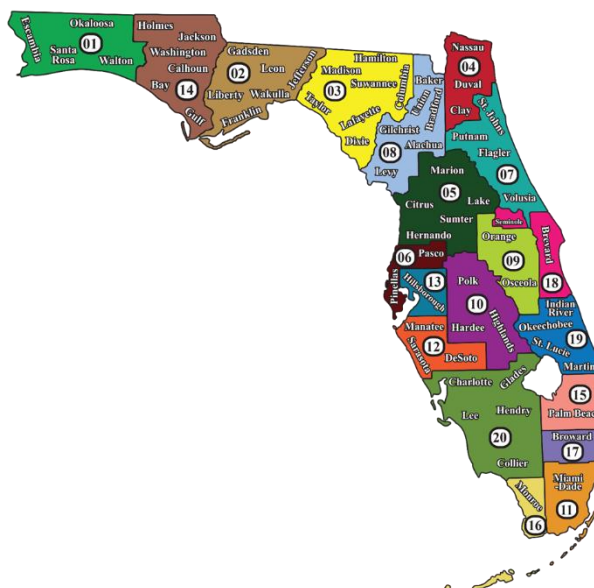 Escambia
Okaloosa
01
Santa
Rosa
Walton
Holmes
Jackson
Washington
Calhoun
Bay
14
Gulf
Gadsden
Leon
Jefferson
02
Liberty
Wakulla
Franklin
Hamilton
Madison
Suwannee
Columbia
03
Taylor
Lafayette
Dixie
Baker
Union
Bradford
Gilchrist
Alachua
08
Levy
Nassau
04
Duval
Clay
St. Johns
Putnam
Flagler
07
Volusia
Marion
05
Citrus
Lake
Sumter
Hernando
Seminole
Orange
09
Osceola
Brevard
18
06
Pasco
Pinellas
13
Hillsborough
Polk
10
Hardee
Highlands
Indian
River
Okeechobee
St. Lucie
19
Martin
Manatee
12
Sarasota
DeSoto
Charlotte
Glades
Lee
Hendry
20
Collier
15
Palm Beac
Broward
17
Miami
-Dade
11
Monroe
16